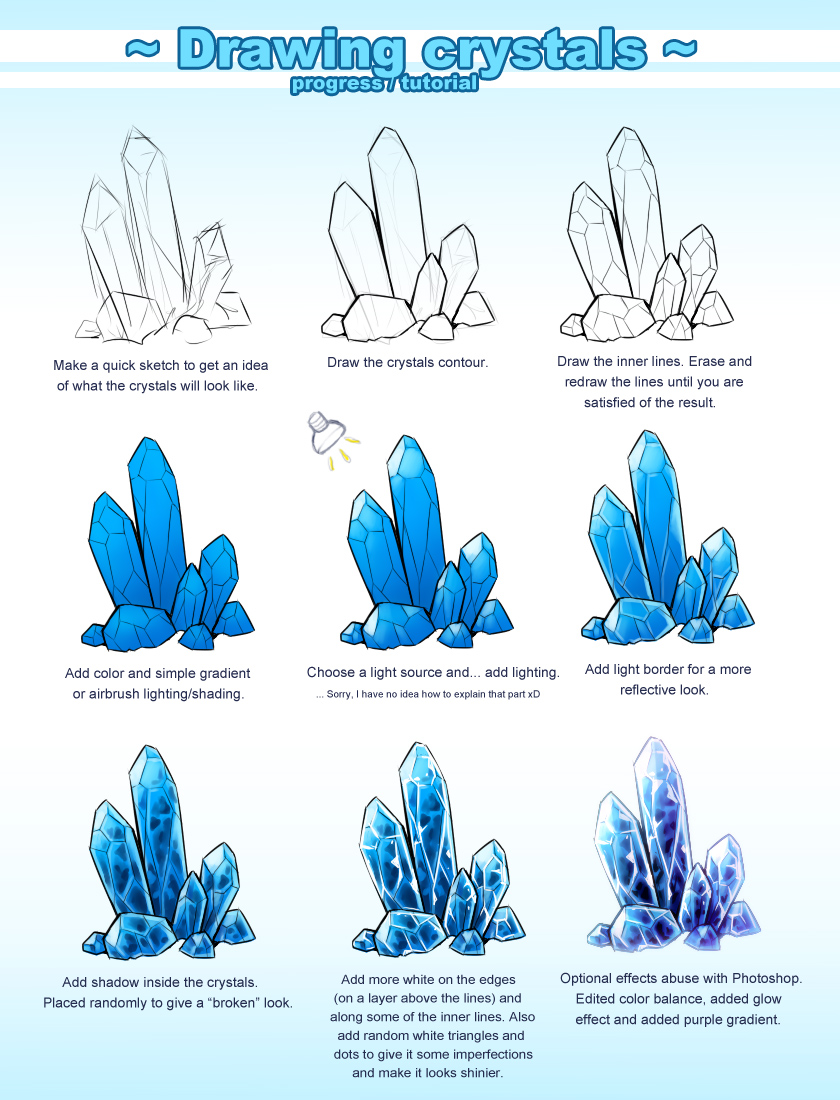 ~ Drawing crystals ~
progress / tutorial
Make a quick sketch to get an idea
of what the crystals will look like.
Draw the crystals contour.
Draw the inner lines. Erase and
redraw the lines until you are
satisfied of the result.
Add color and simple gradient
or airbrush lighting/shading.
Choose a light source and... add lighting.
... Sorry, I have no idea how to explain that part xD
Add light border for a more
reflective look.
Add shadow inside the crystals.
Placed randomly to give a “broken” look.
Add more white on the edges
(on a layer above the lines) and
along some of the inner lines. Also
add random white triangles and
dots to give it some imperfections
and make it looks shinier.
Optional effects abuse with Photoshop.
Edited color balance, added glow
effect and added purple gradient.